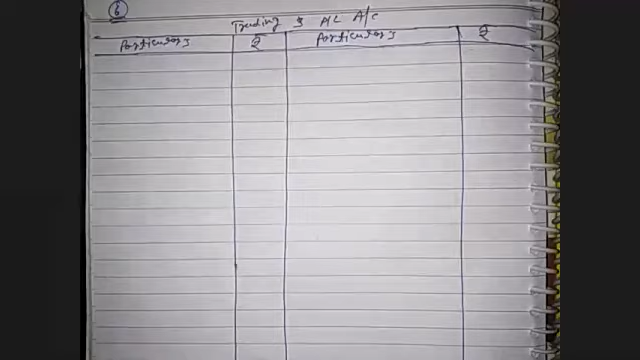 6
Trading & P/L A/c
Particulars ₹ Particulars ₹